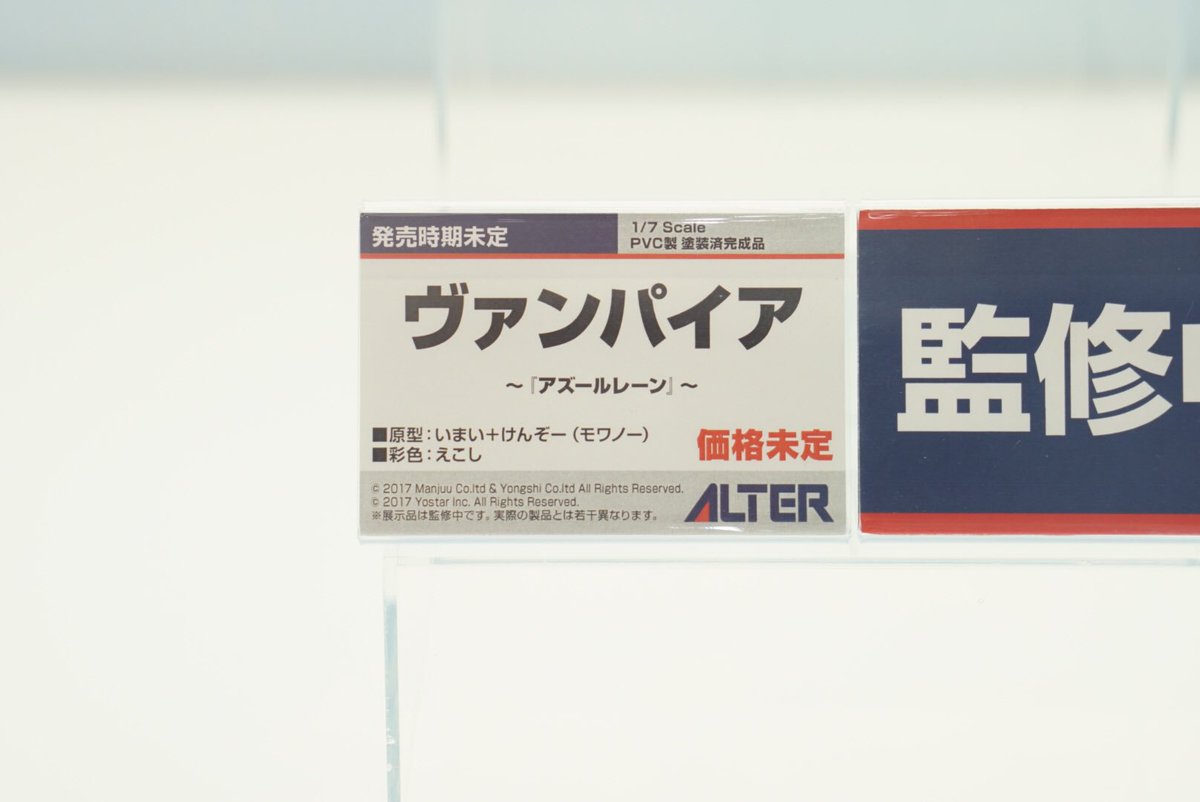 発売時期未定
1/7 Scale
PVC製 塗装済完成品
ヴァンパイア
～『アズールレーン』～
■原型：いまい＋けんぞー（モワノー）
■彩色：えこし
価格未定
© 2017 Manjuu Co.ltd & Yongshi Co.ltd All Rights Reserved.
© 2017 Yostar Inc. All Rights Reserved.
※展示品は監修中です。実際の製品とは若干異なります。
ALTER
監修